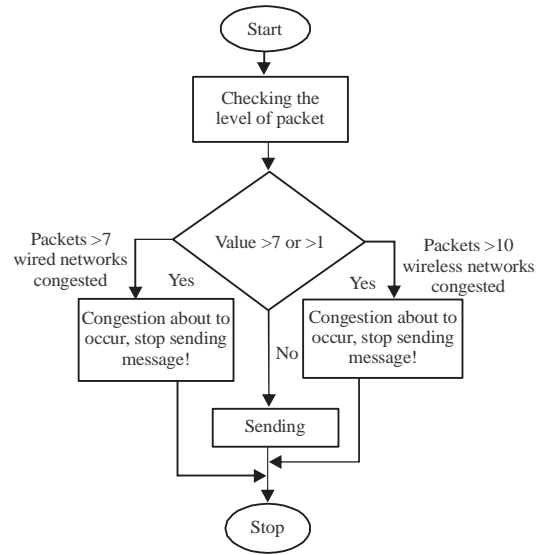 Start
Checking the
level of packet
Value >7 or >1
Packets >7
wired networks
congested
Yes
Packets >10
wireless networks
congested
Yes
Congestion about to
occur, stop sending
message!
Congestion about to
occur, stop sending
message!
No
Sending
Stop